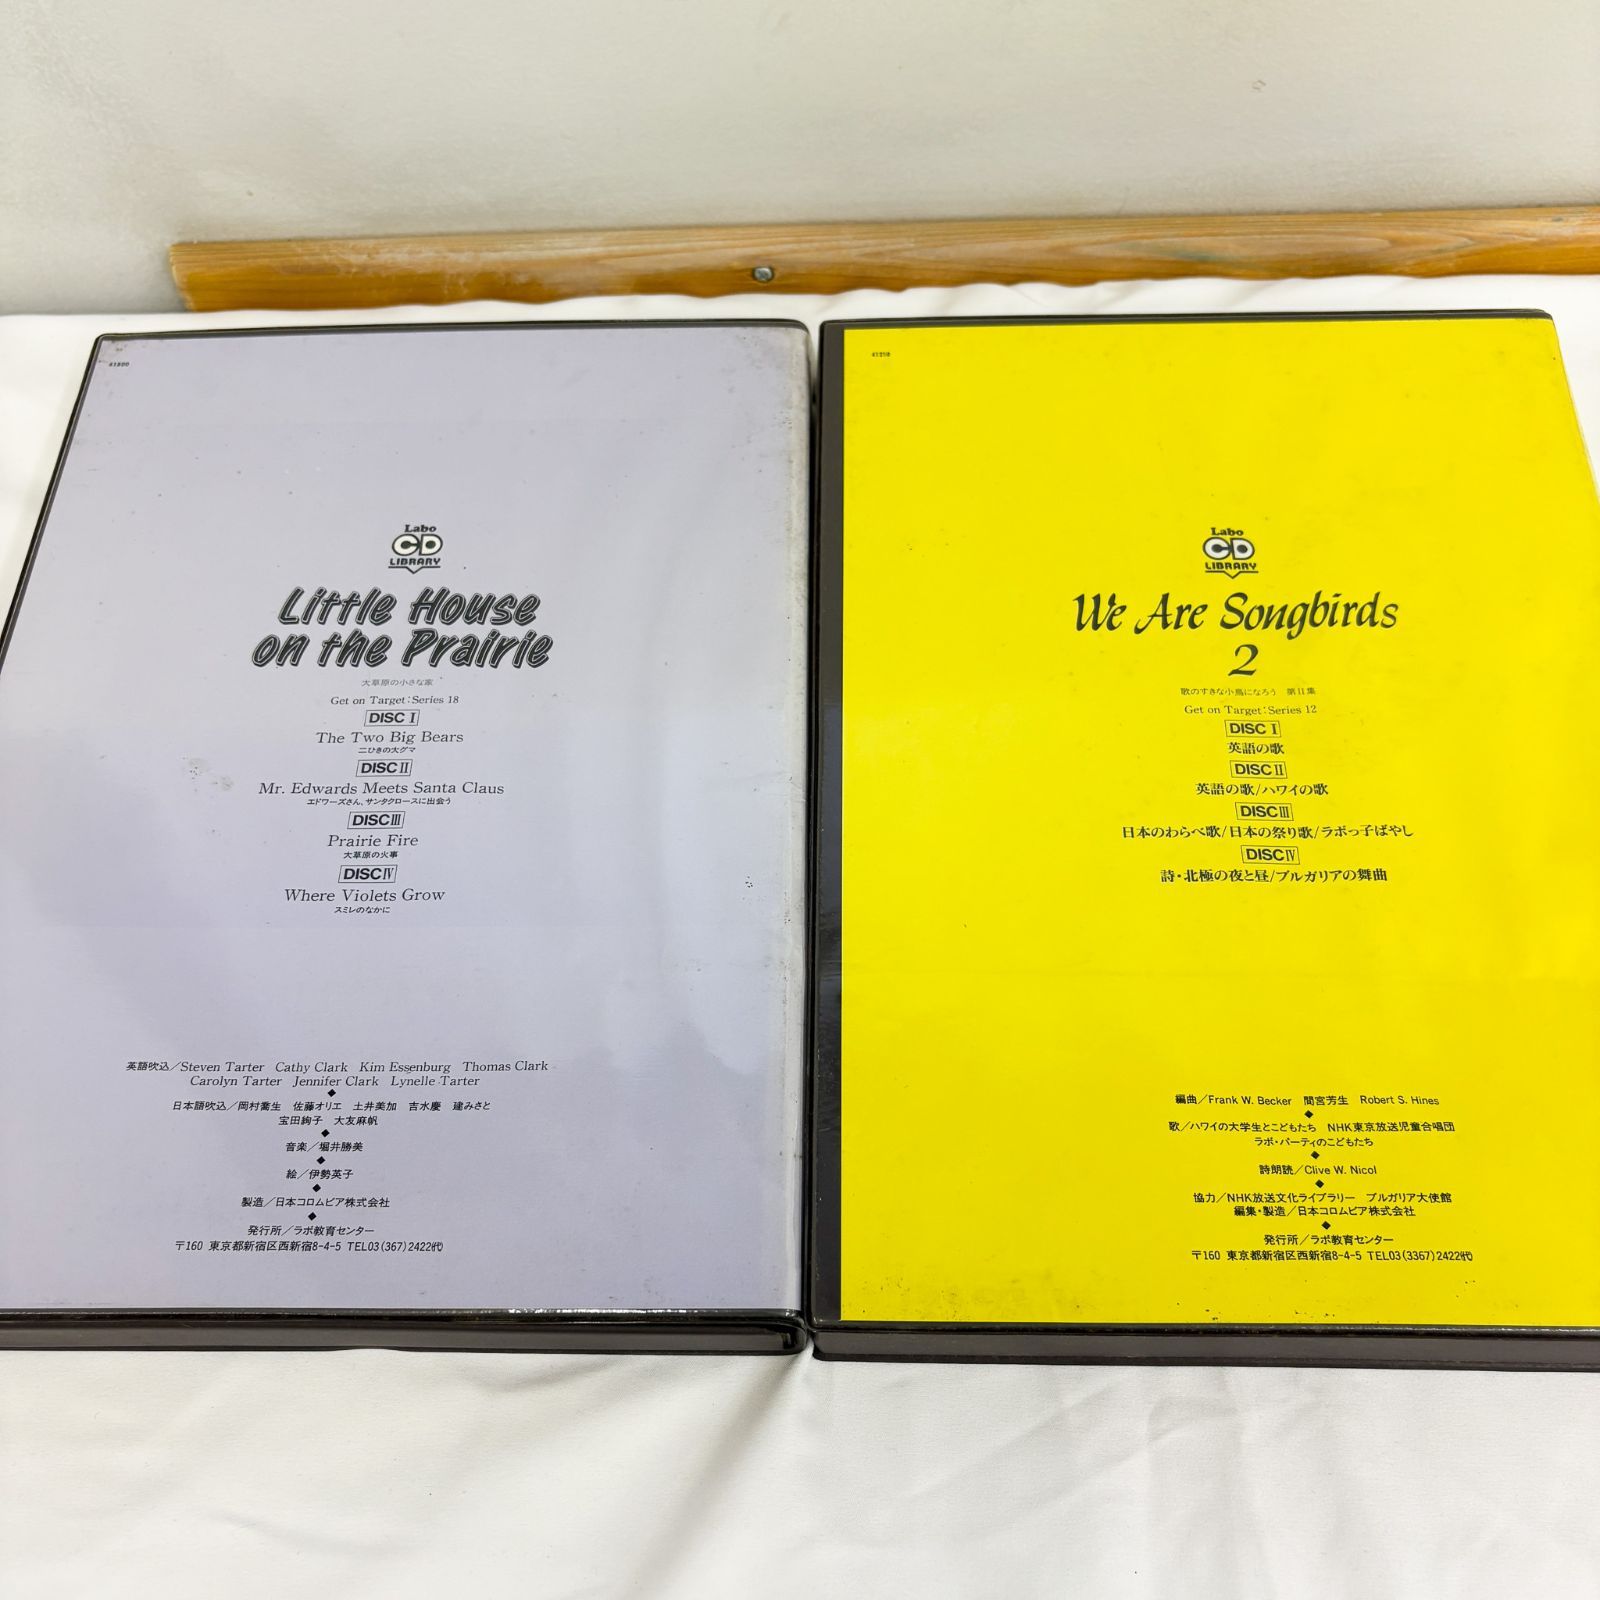 41800
Labo
CD
LIBRARY
Little House
on the Prairie
大草原の小さな家
Get on Target:Series 18
DISC I
The Two Big Bears
二ひきの大グマ
DISC II
Mr. Edwards Meets Santa Claus
エドワーズさん、サンタクロースに出会う
DISC III
Prairie Fire
大草原の火事
DISC IV
Where Violets Grow
スミレのなかに
英語吹込/Steven Tarter Cathy Clark Kim Essenburg Thomas Clark
Carolyn Tarter Jennifer Clark Lynelle Tarter
日本語吹込/岡村喬生 佐藤オリエ 土井美加 吉水慶 建みさと
宝田絢子 大友麻帆
音楽/堀井勝美
絵/伊勢英子
製造/日本コロムビア株式会社
発行所/ラボ教育センター
〒160 東京都新宿区西新宿8-4-5 TEL03(367)2422代
Labo
CD
LIBRARY
We Are Songbirds
2
歌のすきな小鳥になろう 第II集
Get on Target:Series 12
DISC I
英語の歌
DISC II
英語の歌/ハワイの歌
DISC III
日本のわらべ歌/日本の祭り歌/ラボっ子ばやし
DISC IV
詩・北極の夜と昼/ブルガリアの舞曲
編曲/Frank W. Becker 間宮芳生 Robert S. Hines
歌/ハワイの大学生とこどもたち NHK東京放送児童合唱団
ラボ・パーティのこどもたち
詩朗読/Clive W. Nicol
協力/NHK放送文化ライブラリー ブルガリア大使館
編集・製造/日本コロムビア株式会社
発行所/ラボ教育センター
〒160 東京都新宿区西新宿8-4-5 TEL03(3367)2422代